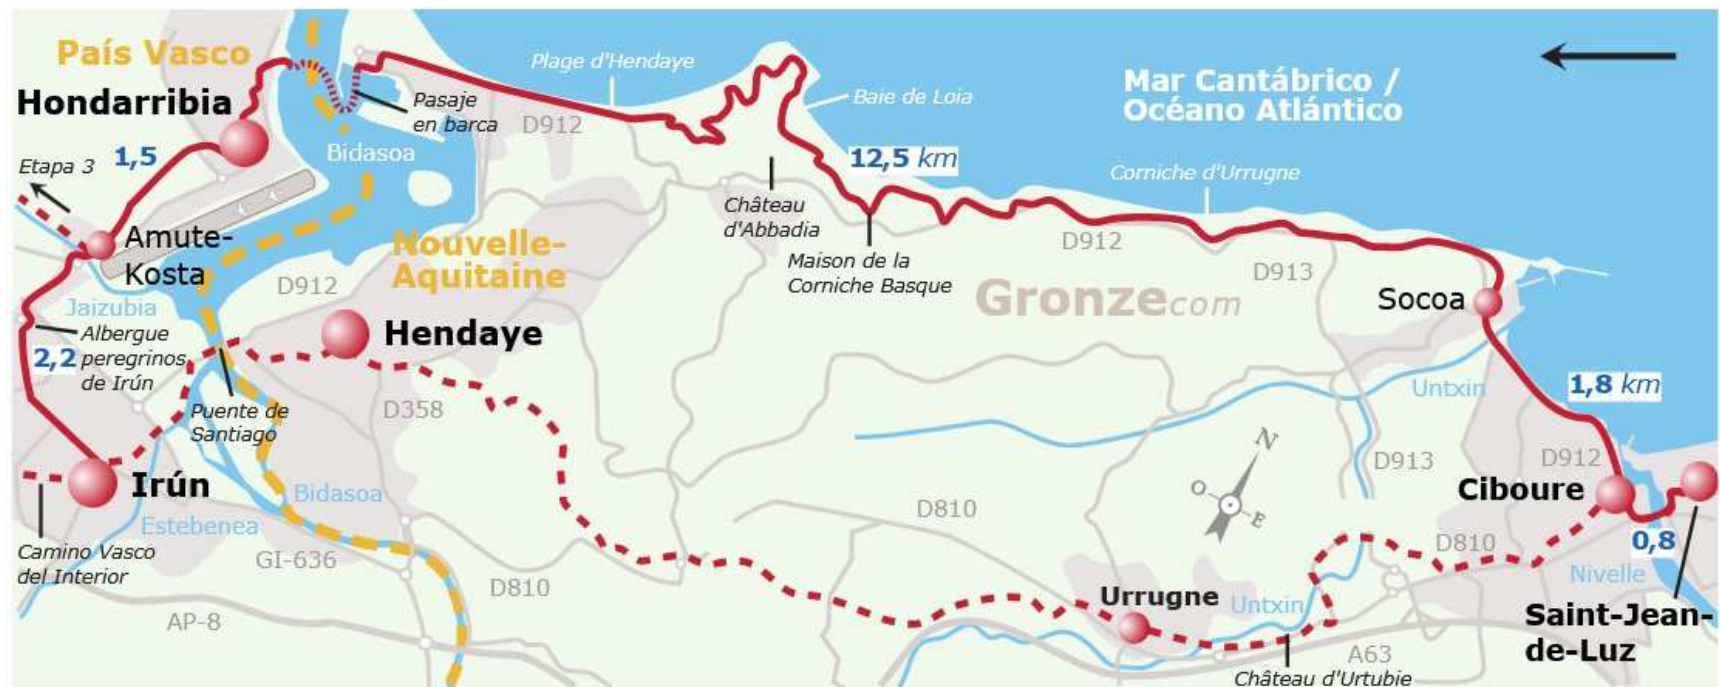 País Vasco
Hondarribia
Plage d'Hendaye
Mar Cantábrico /
Océano Atlántico
Baie de Loia
Pasaje
en barca
D912
Bidasoa
Etapa 3
1,5
12,5 km
Corniche d'Urrugne
Château
d'Abbadia
Amute-
Kosta
Nouvelle-
Aquitaine
D912
Maison de la
Corniche Basque
D912
D913
Gronze.com
Socoa
Jaizubia
Albergue
peregrinos
de Irún
2,2
Hendaye
Puente de
Santiago
D358
Untxin
1,8 km
N
O
E
D913
D912
Ciboure
Irún
Bidasoa
Estebenea
D810
Camino Vasco
del Interior
GI-636
D810
D810
0,8
Nivelle
AP-8
Urrugne
Untxin
Château d'Urtubie
A63
Saint-Jean-
de-Luz